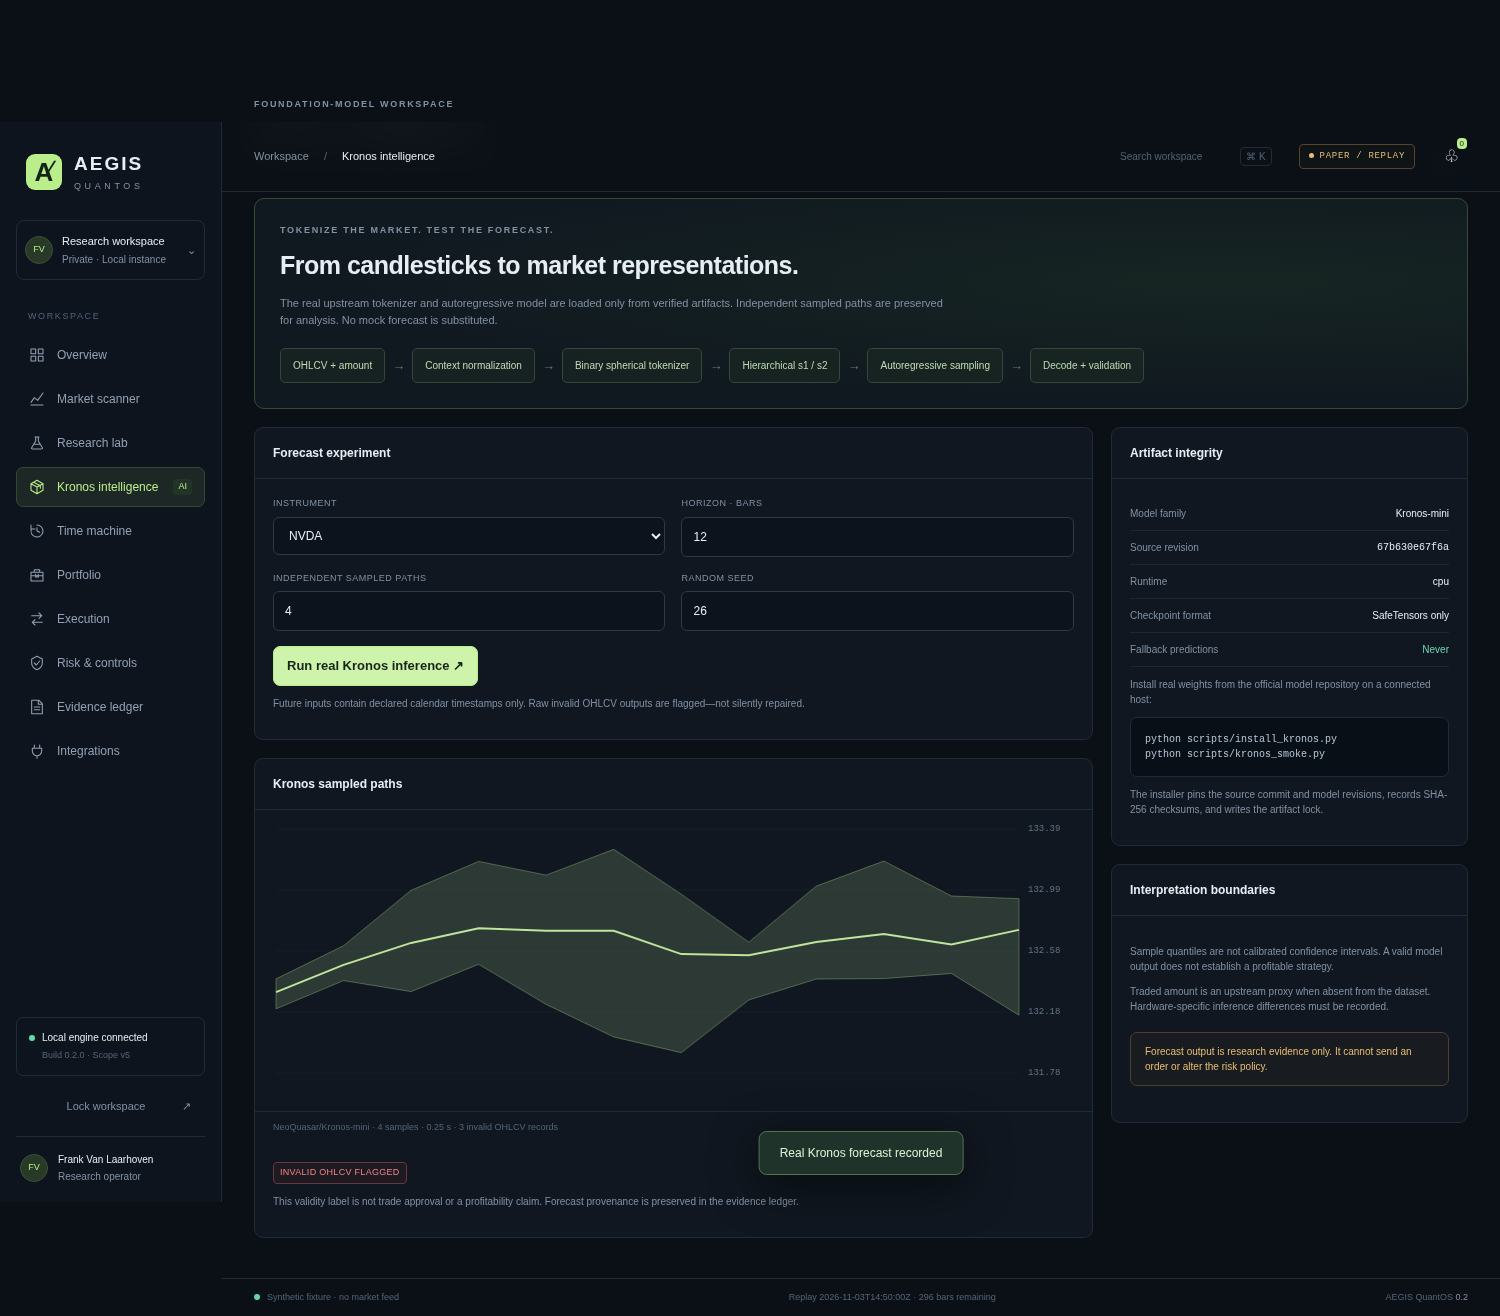 FOUNDATION-MODEL WORKSPACE
AEGIS
QUANTOS
Workspace / Kronos intelligence
Search workspace
⌘ K
PAPER / REPLAY
0
FV
Research workspace
Private · Local instance
WORKSPACE
Overview
Market scanner
Research lab
Kronos intelligence AI
Time machine
Portfolio
Execution
Risk & controls
Evidence ledger
Integrations
Local engine connected
Build 0.2.0 · Scope v5
Lock workspace ↗
FV
Frank Van Laarhoven
Research operator
TOKENIZE THE MARKET. TEST THE FORECAST.
From candlesticks to market representations.
The real upstream tokenizer and autoregressive model are loaded only from verified artifacts. Independent sampled paths are preserved
for analysis. No mock forecast is substituted.
OHLCV + amount → Context normalization → Binary spherical tokenizer → Hierarchical s1 / s2 → Autoregressive sampling → Decode + validation
Forecast experiment
INSTRUMENT
NVDA
HORIZON · BARS
12
INDEPENDENT SAMPLED PATHS
4
RANDOM SEED
26
Run real Kronos inference ↗
Future inputs contain declared calendar timestamps only. Raw invalid OHLCV outputs are flagged—not silently repaired.
Kronos sampled paths
133.39
132.99
132.58
132.18
131.78
NeoQuasar/Kronos-mini · 4 samples · 0.25 s · 3 invalid OHLCV records
INVALID OHLCV FLAGGED
This validity label is not trade approval or a profitability claim. Forecast provenance is preserved in the evidence ledger.
Real Kronos forecast recorded
Artifact integrity
Model family Kronos-mini
Source revision 67b630e67f6a
Runtime cpu
Checkpoint format SafeTensors only
Fallback predictions Never
Install real weights from the official model repository on a connected
host:
python scripts/install_kronos.py
python scripts/kronos_smoke.py
The installer pins the source commit and model revisions, records SHA-
256 checksums, and writes the artifact lock.
Interpretation boundaries
Sample quantiles are not calibrated confidence intervals. A valid model
output does not establish a profitable strategy.
Traded amount is an upstream proxy when absent from the dataset.
Hardware-specific inference differences must be recorded.
Forecast output is research evidence only. It cannot send an
order or alter the risk policy.
Synthetic fixture · no market feed
Replay 2026-11-03T14:50:00Z · 296 bars remaining
AEGIS QuantOS 0.2